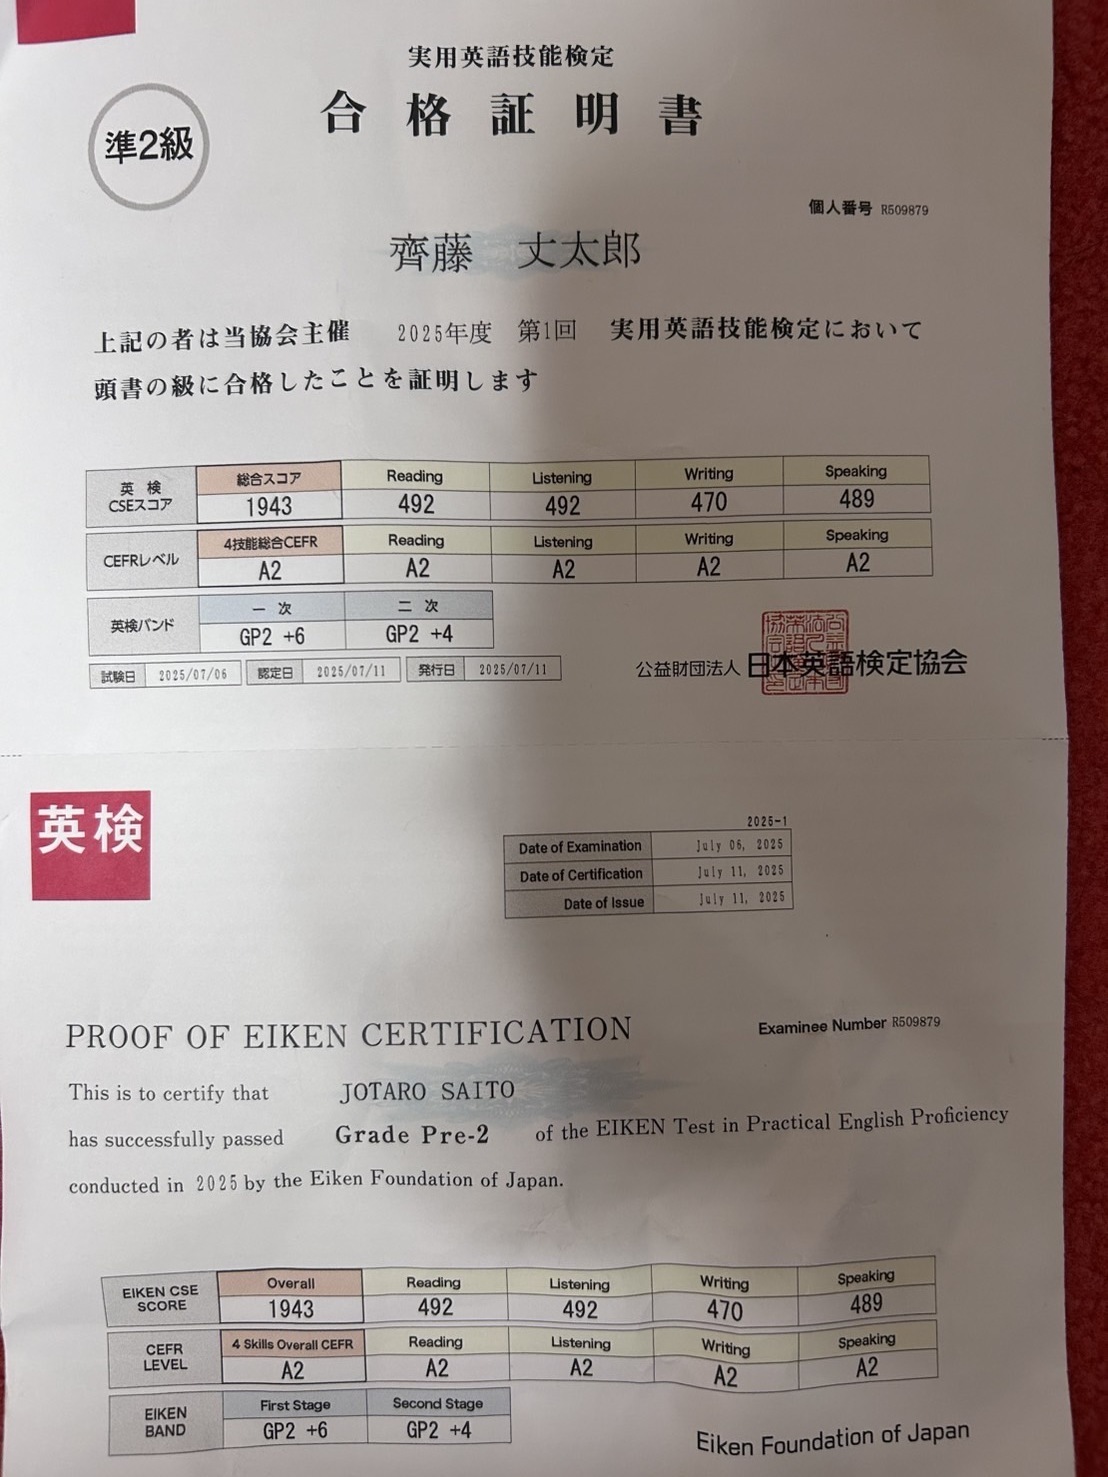 実用英語技能検定
合格証明書
準2級
個人番号 R509879
齊藤 丈太郎
上記の者は当協会主催 2025年度 第1回 実用英語技能検定において
頭書の級に合格したことを証明します
英検CSEスコア 総合スコア Reading Listening Writing Speaking
1943 492 492 470 489
CEFRレベル 4技能総合CEFR Reading Listening Writing Speaking
A2 A2 A2 A2 A2
英検バンド 一次 二次
GP2 +6 GP2 +4
試験日 2025/07/06 認定日 2025/07/11 発行日 2025/07/11
公益財団法人 日本英語検定協会
英検
2025-1
Date of Examination July 06, 2025
Date of Certification July 11, 2025
Date of Issue July 11, 2025
PROOF OF EIKEN CERTIFICATION
Examinee Number R509879
This is to certify that JOTARO SAITO
has successfully passed Grade Pre-2 of the EIKEN Test in Practical English Proficiency
conducted in 2025 by the Eiken Foundation of Japan.
EIKEN CSE SCORE Overall Reading Listening Writing Speaking
1943 492 492 470 489
CEFR LEVEL 4 Skills Overall CEFR Reading Listening Writing Speaking
A2 A2 A2 A2 A2
EIKEN BAND First Stage Second Stage
GP2 +6 GP2 +4
Eiken Foundation of Japan